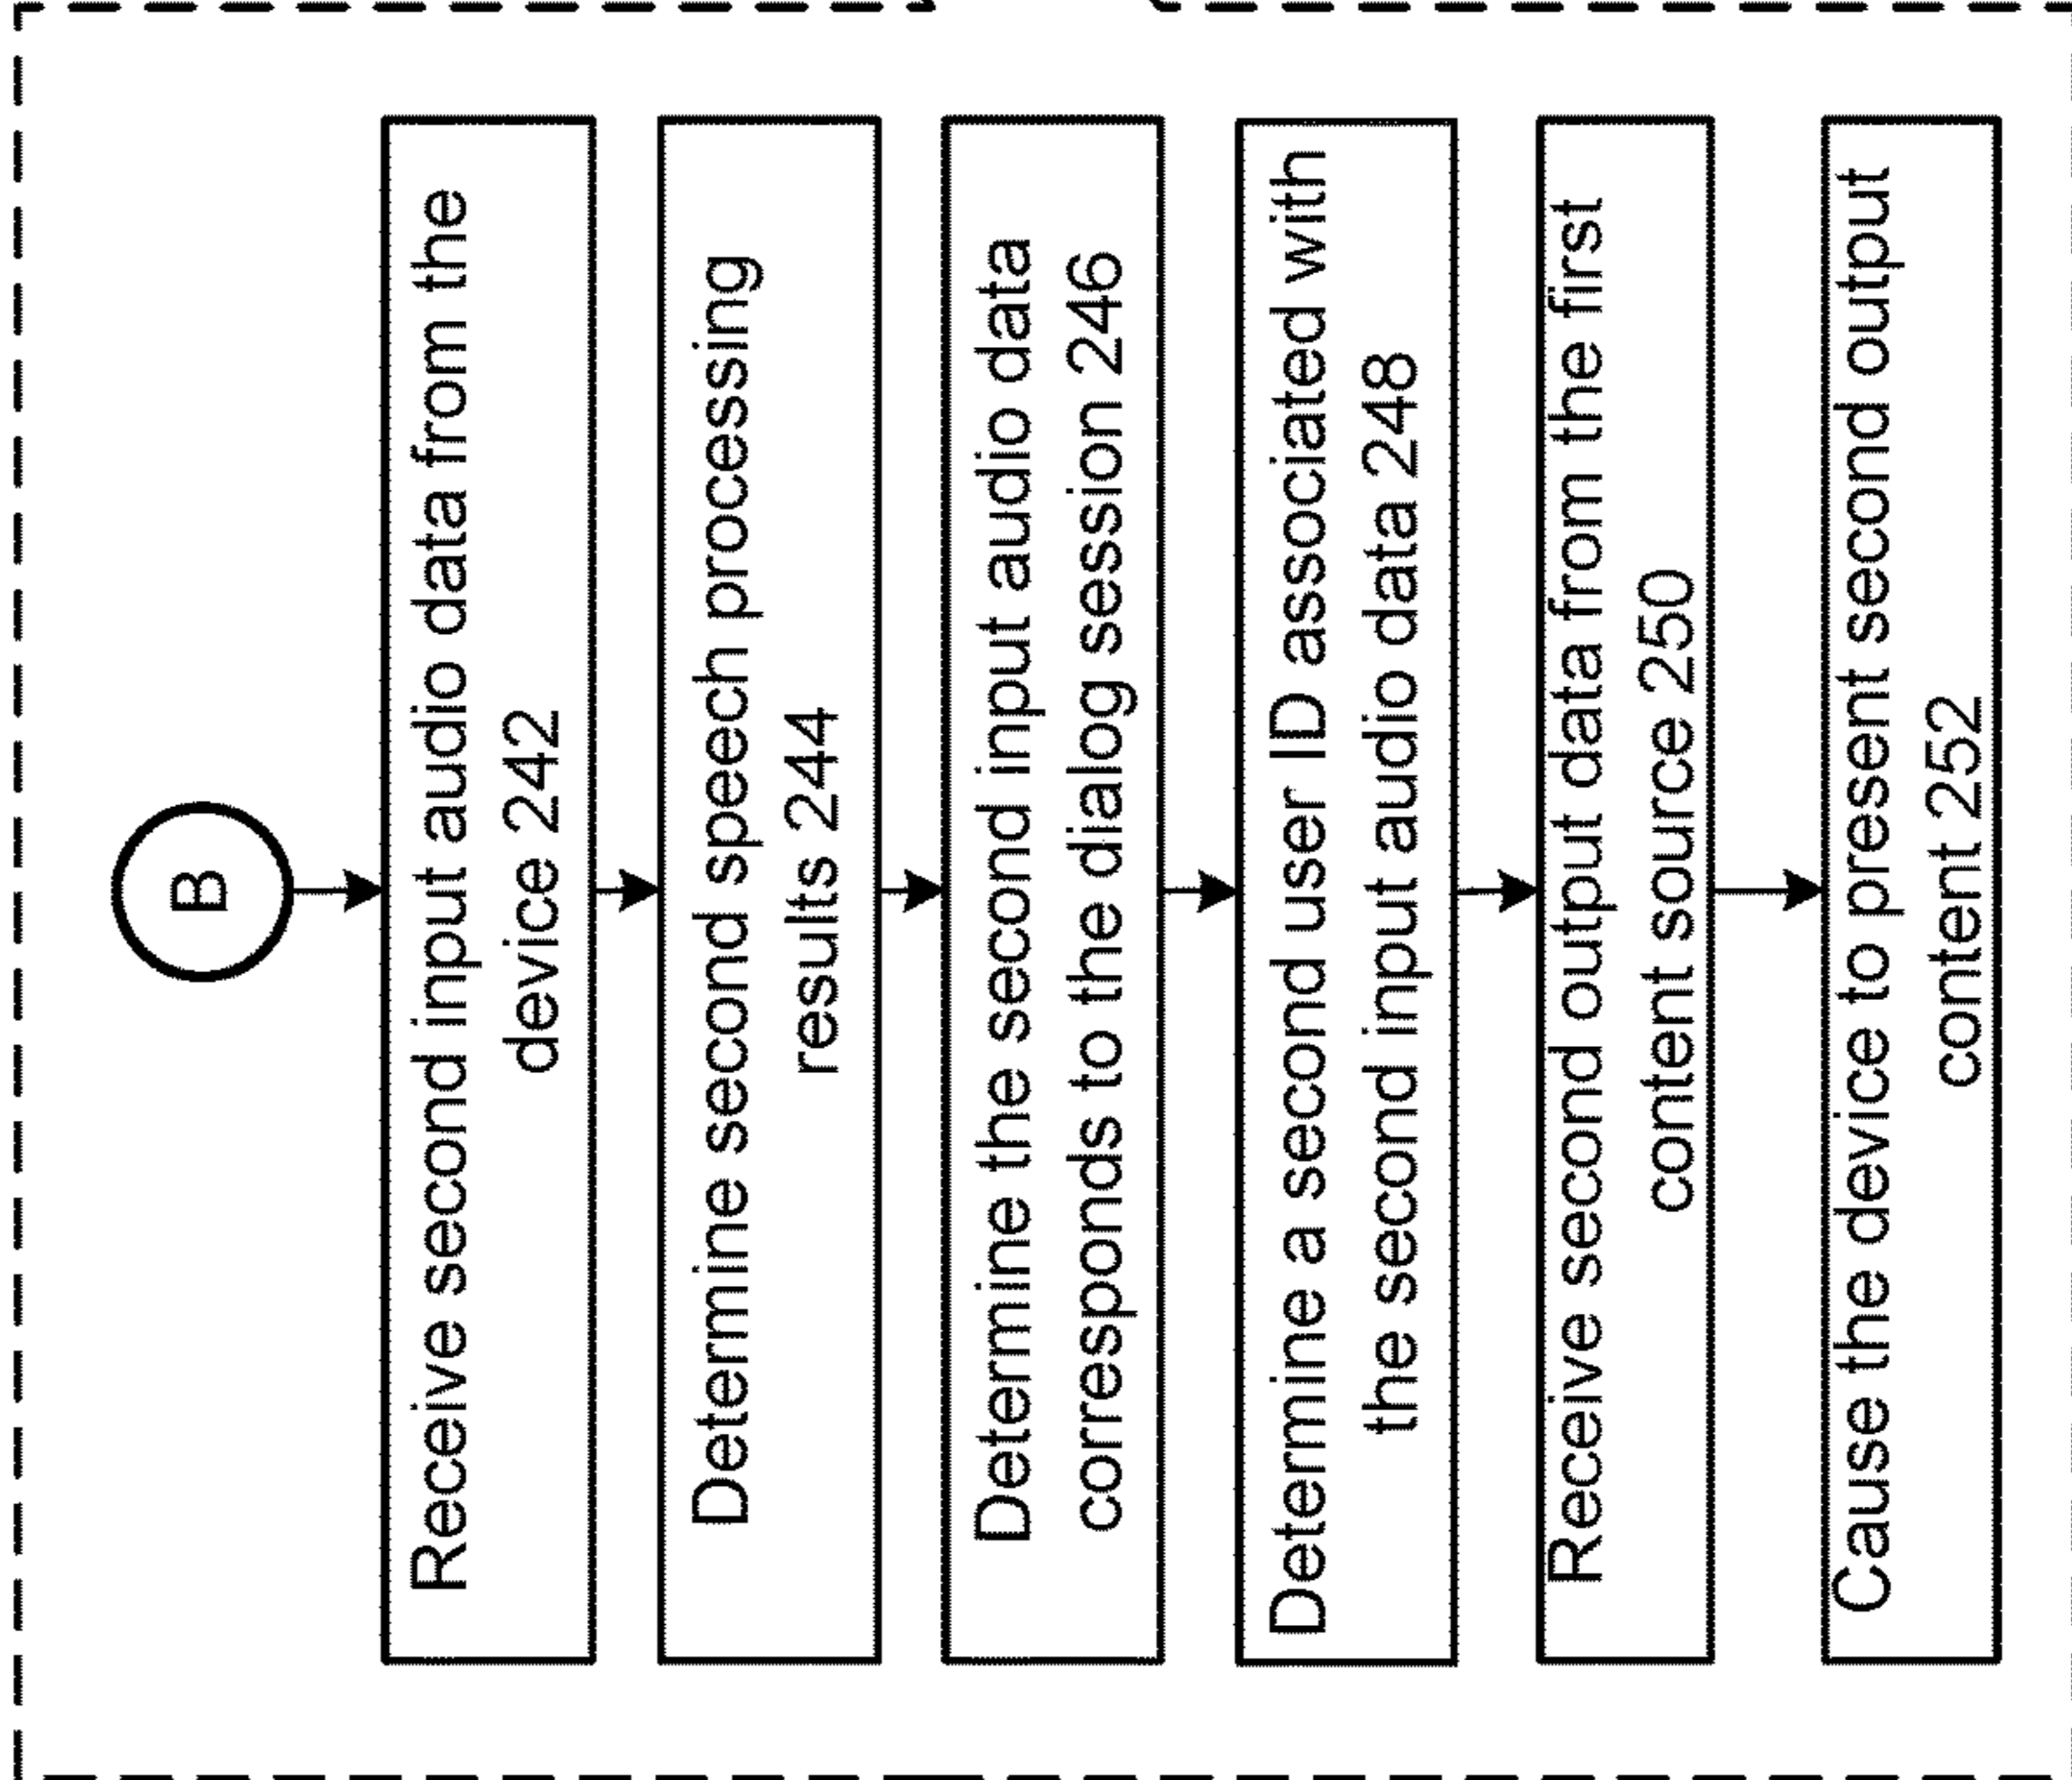 B
Receive second input audio data from the
device 242
Determine second speech processing
results 244
Determine the second input audio data
corresponds to the dialog session 246
Determine a second user ID associated with
the second input audio data 248
Receive second output data from the first
content source 250
Cause the device to present second output
content 252